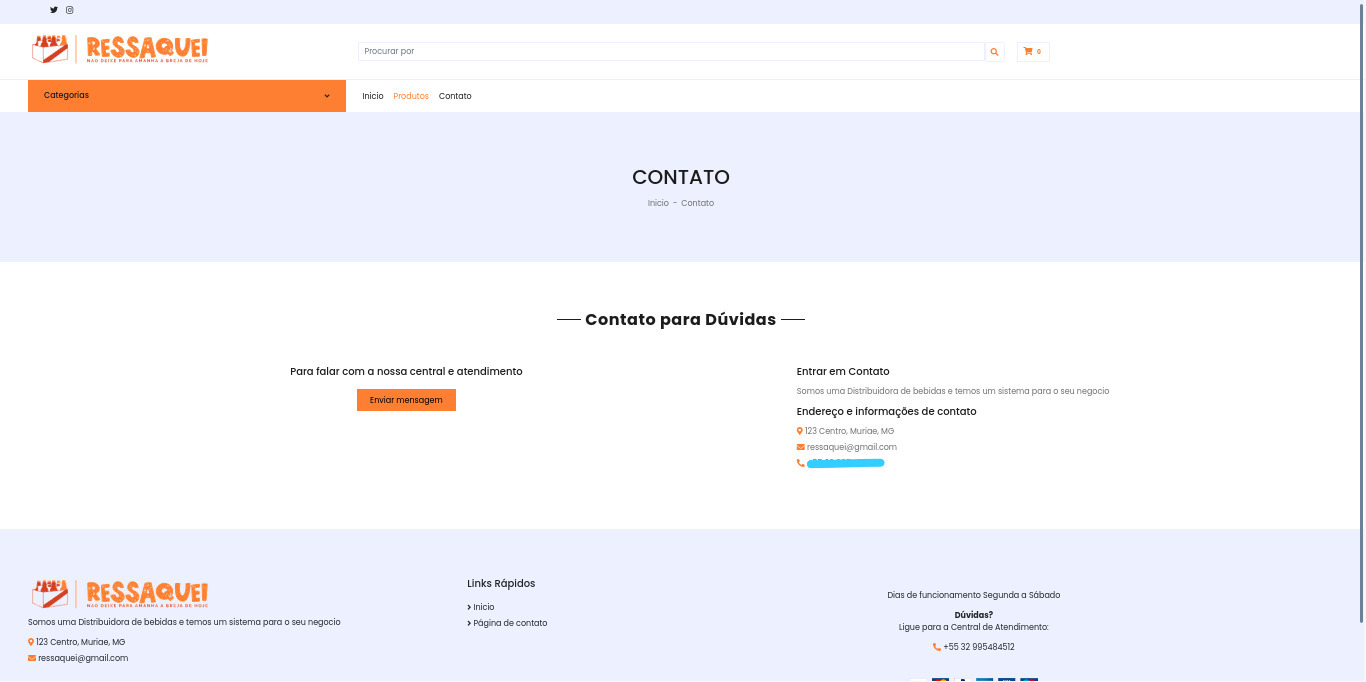 RESSAQUEI
NÃO DEIXE PARA AMANHÃ A BREJA DE HOJE
Procurar por
0
Categorias
Inicio Produtos Contato
CONTATO
Inicio - Contato
Contato para Dúvidas
Para falar com a nossa central e atendimento
Enviar mensagem
Entrar em Contato
Somos uma Distribuidora de bebidas e temos um sistema para o seu negocio
Endereço e informações de contato
123 Centro, Muriae, MG
ressaquei@gmail.com
RESSAQUEI
NÃO DEIXE PARA AMANHÃ A BREJA DE HOJE
Somos uma Distribuidora de bebidas e temos um sistema para o seu negocio
123 Centro, Muriae, MG
ressaquei@gmail.com
Links Rápidos
Inicio
Página de contato
Dias de funcionamento Segunda a Sábado
Dúvidas?
Ligue para a Central de Atendimento:
+55 32 995484512